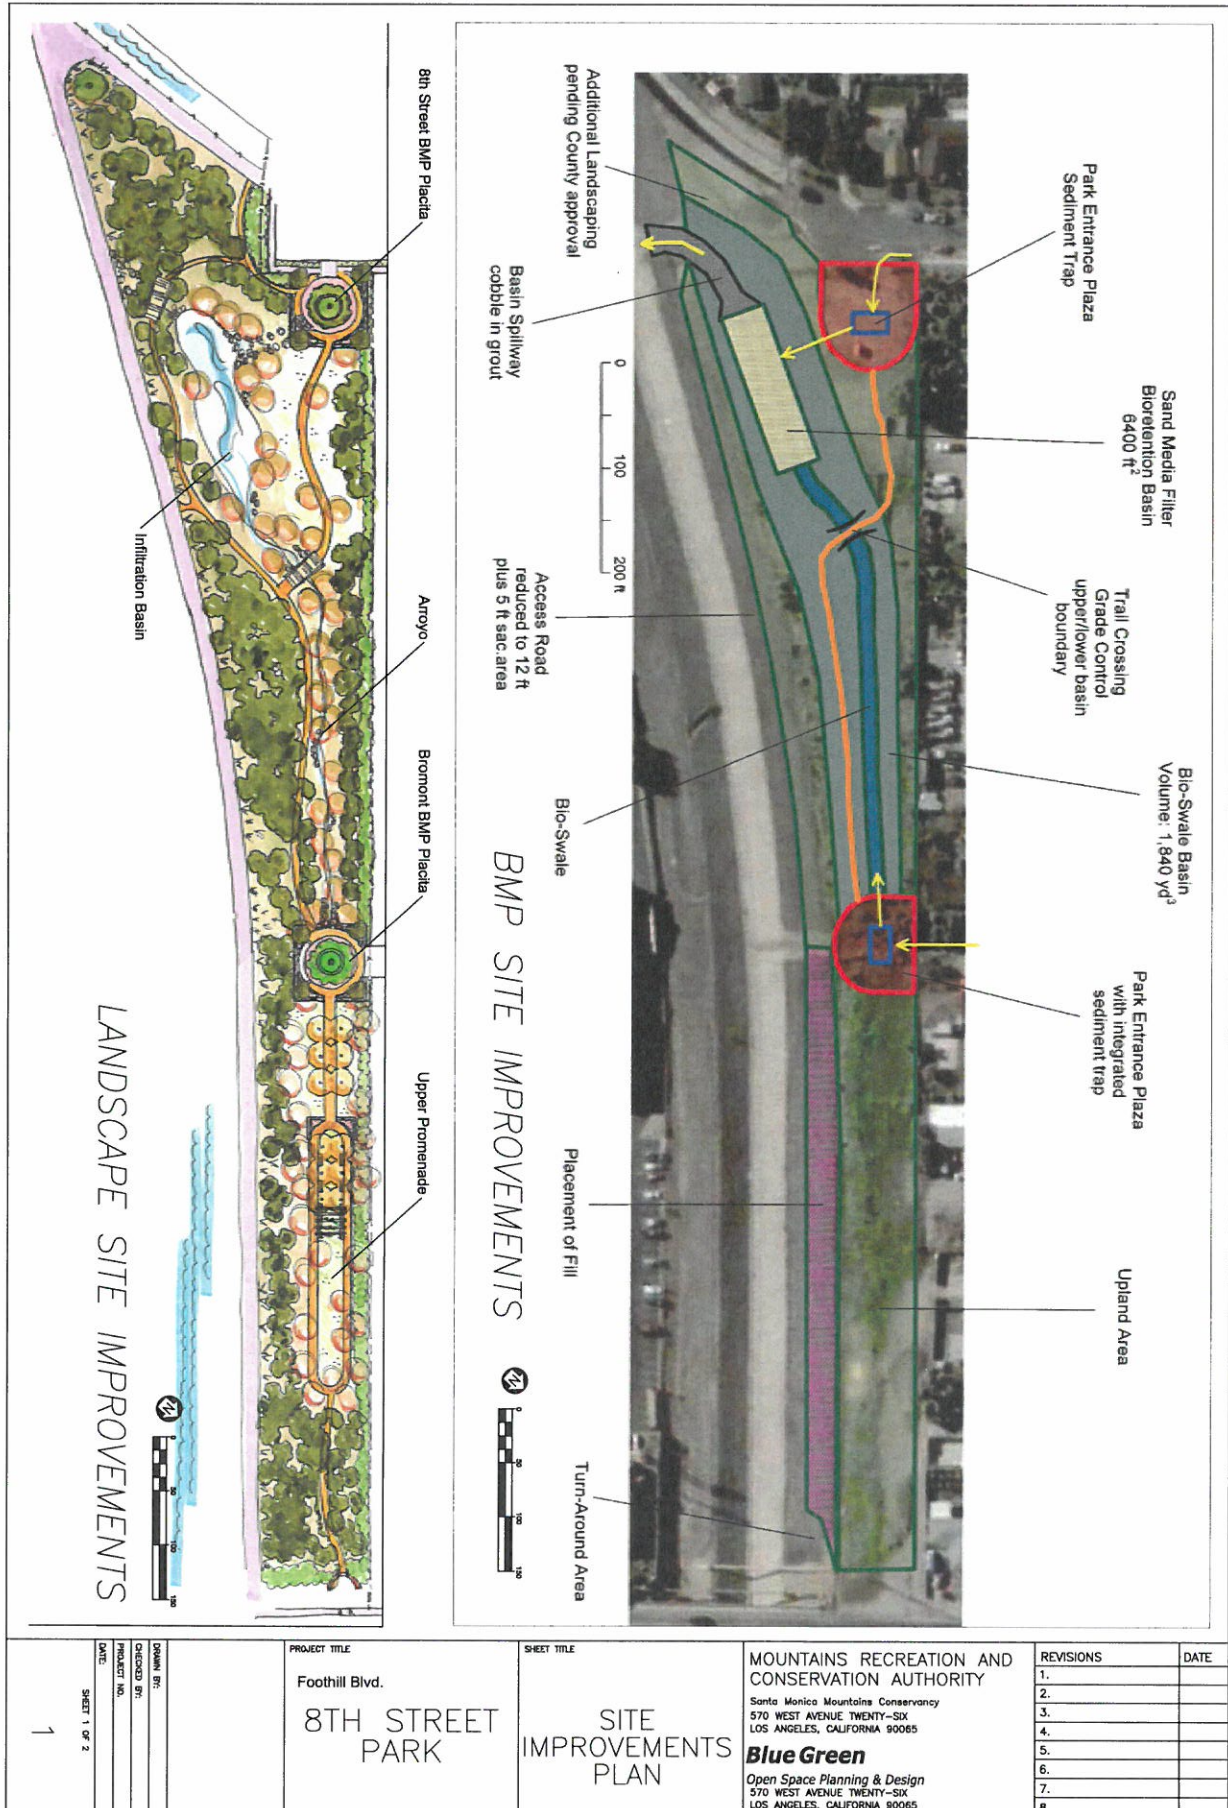 Park Entrance Plaza
Sediment Trap
Sand Media Filter
Bioretention Basin
6400 ft²
Trail Crossing
Grade Control
upper/lower basin
boundary
Bio-Swale Basin
Volume: 1,840 yd³
Park Entrance Plaza
with integrated
sediment trap
Upland Area
Additional Landscaping
pending County approval
Basin Spillway
cobble in grout
0
100
200 ft
Access Road
reduced to 12 ft
plus 5 ft sac.area
Bio-Swale
Placement of Fill
Turn-Around Area
BMP SITE IMPROVEMENTS
0
50
100
150
8th Street BMP Placita
Arroyo
Bromont BMP Placita
Upper Promenade
Infiltration Basin
LANDSCAPE SITE IMPROVEMENTS
0
50
100
150
REVISIONS DATE
1.
2.
3.
4.
5.
6.
7.
MOUNTAINS RECREATION AND
CONSERVATION AUTHORITY
Santa Monica Mountains Conservancy
570 WEST AVENUE TWENTY-SIX
LOS ANGELES, CALIFORNIA 90065
BlueGreen
Open Space Planning & Design
570 WEST AVENUE TWENTY-SIX
LOS ANGELES, CALIFORNIA 90065
SHEET TITLE
SITE
IMPROVEMENTS
PLAN
PROJECT TITLE
Foothill Blvd.
8TH STREET
PARK
DRAWN BY:
CHECKED BY:
PROJECT NO.
DATE:
SHEET 1 OF 2
1